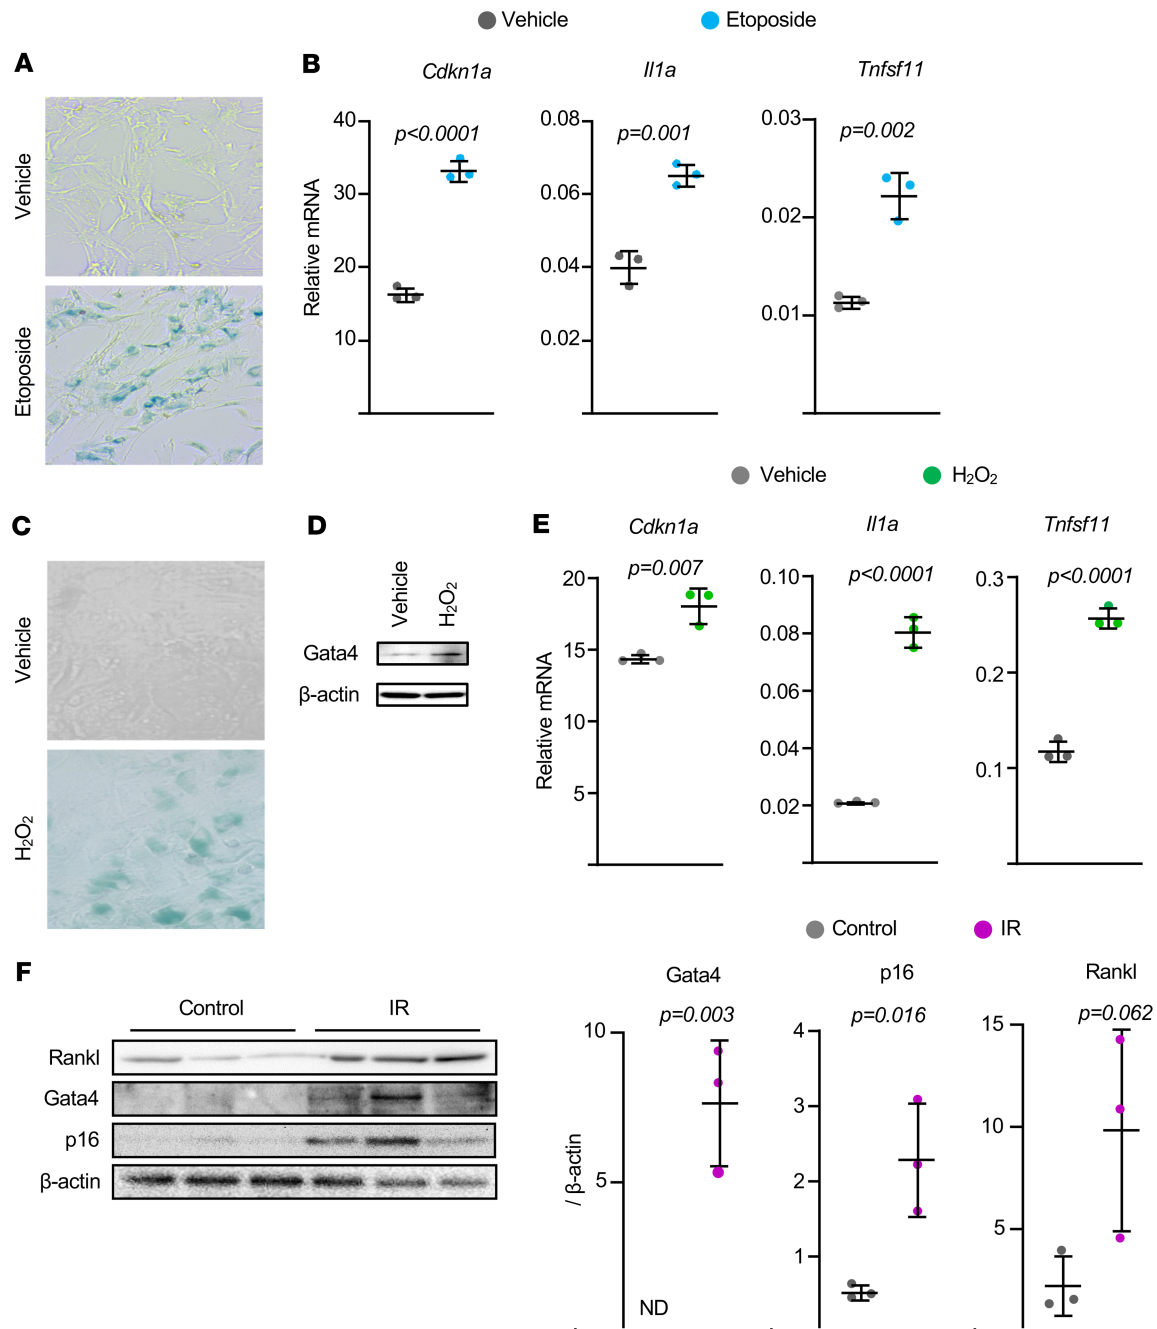 Vehicle Etoposide
A
B
Vehicle
Etoposide
Cdkn1a
p<0.0001
Relative mRNA
40
30
20
10
Il1a
p=0.001
0.08
0.06
0.04
0.02
Tnfsf11
p=0.002
0.03
0.02
0.01
Vehicle H₂O₂
C
Vehicle
H₂O₂
D
Vehicle
H₂O₂
Gata4
β-actin
E
Cdkn1a
p=0.007
Relative mRNA
20
15
10
5
Il1a
p<0.0001
0.10
0.08
0.06
0.04
0.02
Tnfsf11
p<0.0001
0.3
0.2
0.1
Control IR
F
Control IR
Rankl
Gata4
p16
β-actin
Gata4
p=0.003
/ β-actin
10
5
ND
p16
p=0.016
4
3
2
1
Rankl
p=0.062
15
10
5